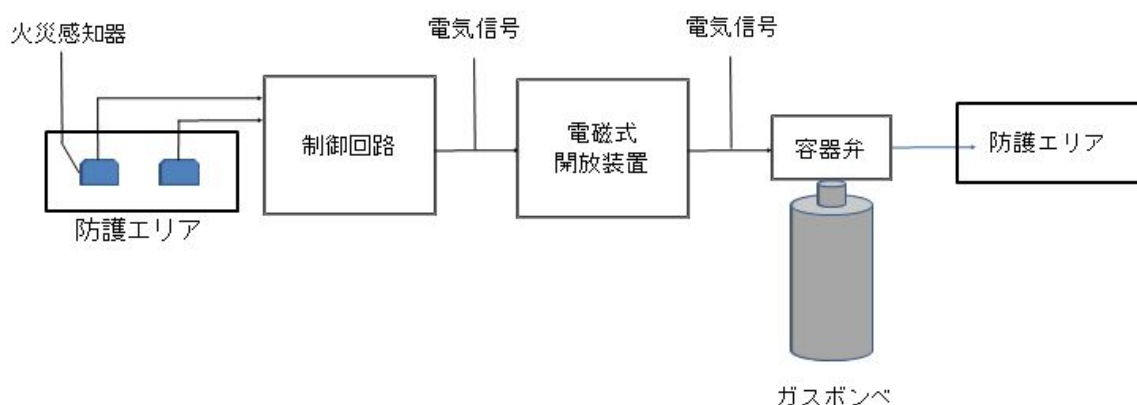 火災感知器
電気信号
電気信号
制御回路
電磁式
開放装置
容器弁
防護エリア
防護エリア
ガスボンベ